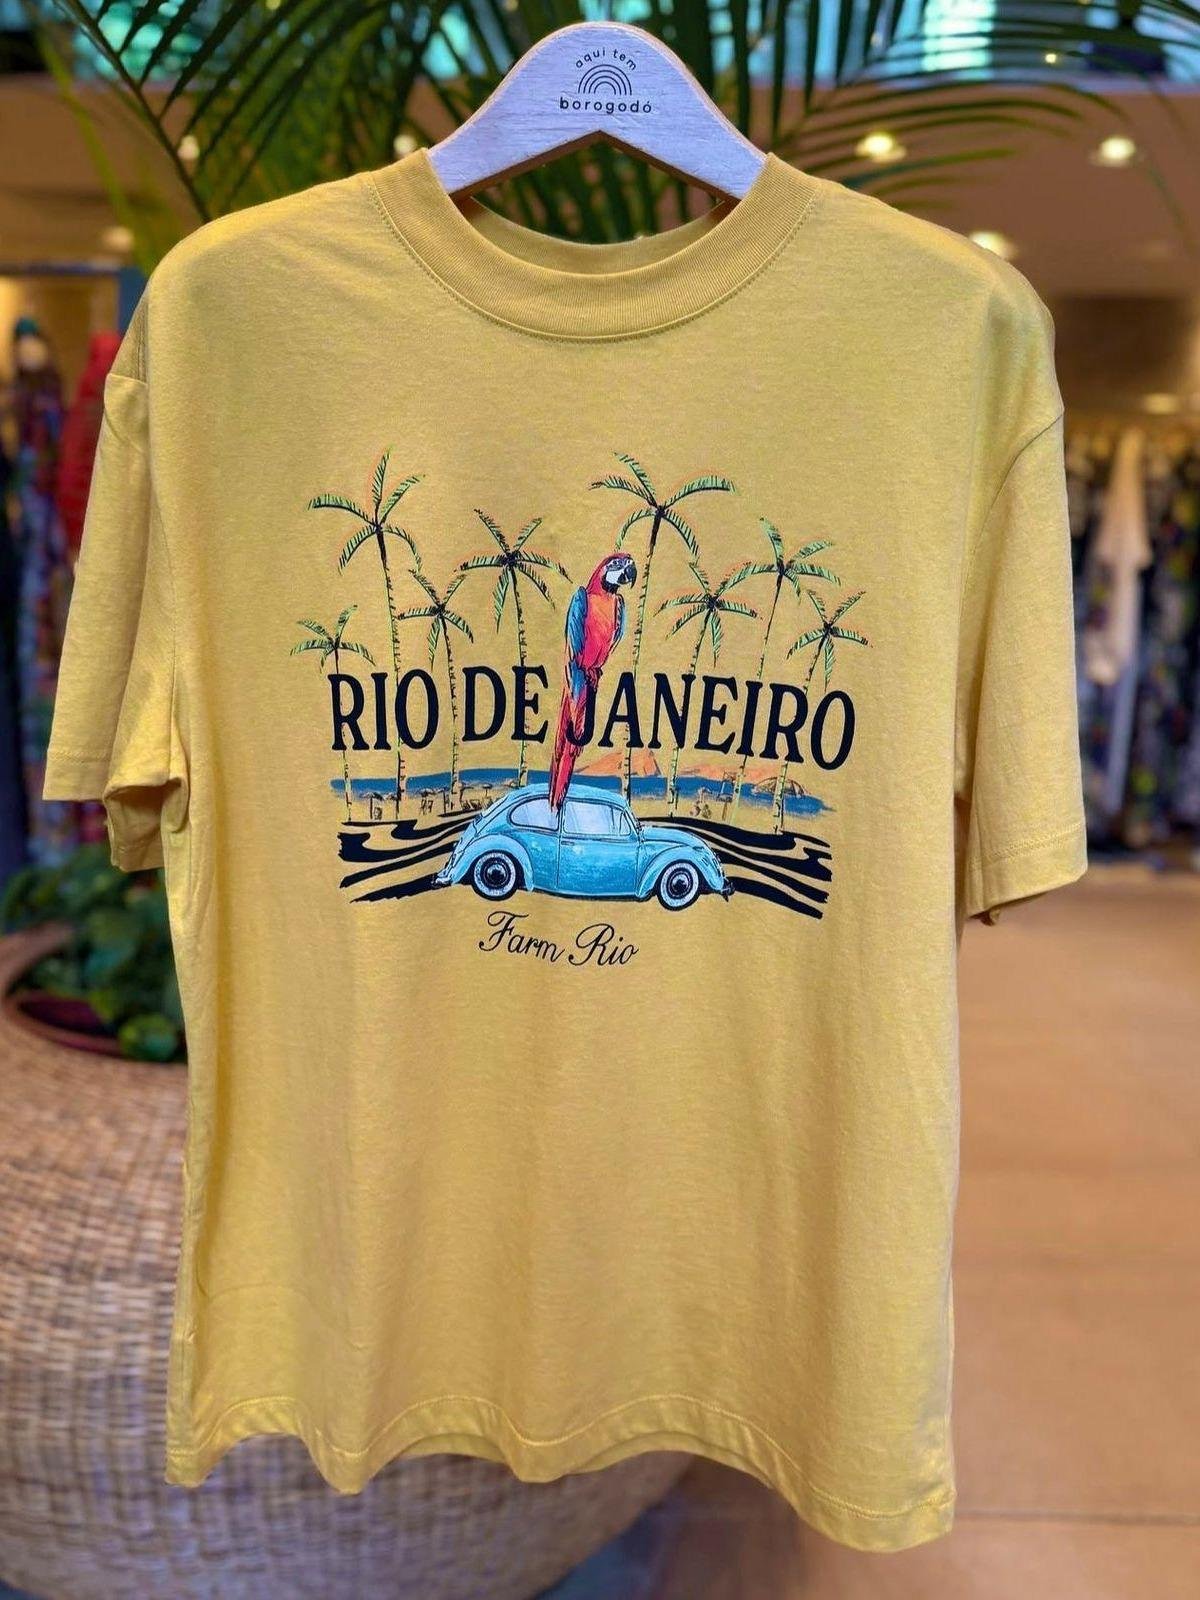 aqui tem
borogodó
RIO DE JANEIRO
Farm Rio